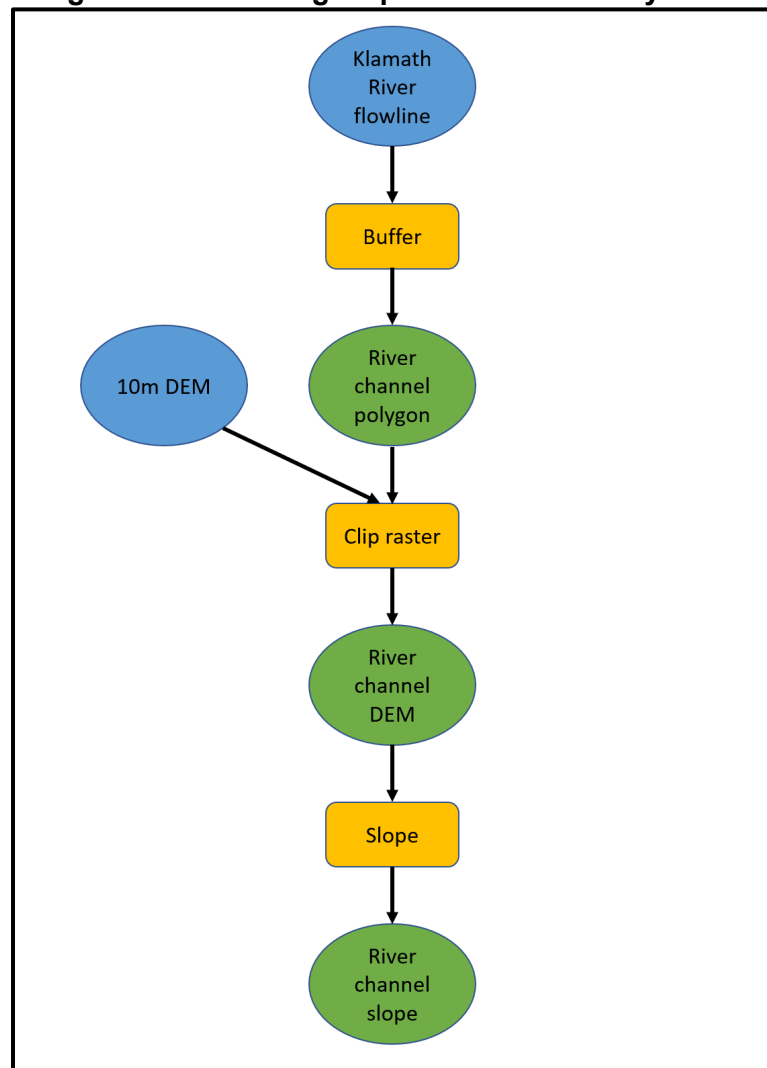 Klamath
River
flowline
Buffer
10m DEM
River
channel
polygon
Clip raster
River
channel
DEM
Slope
River
channel
slope